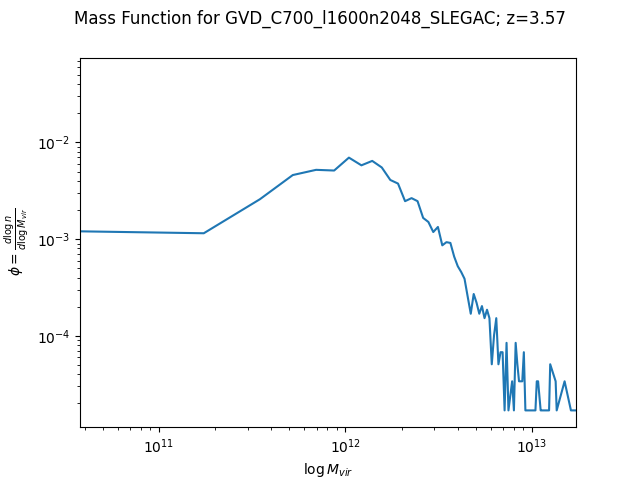 Mass Function for GVD_C700_l1600n2048_SLEGAC; z=3.57
10⁻²
10⁻³
10⁻⁴
ϕ = d log n / d log M_vir
10¹¹
10¹²
10¹³
log M_vir